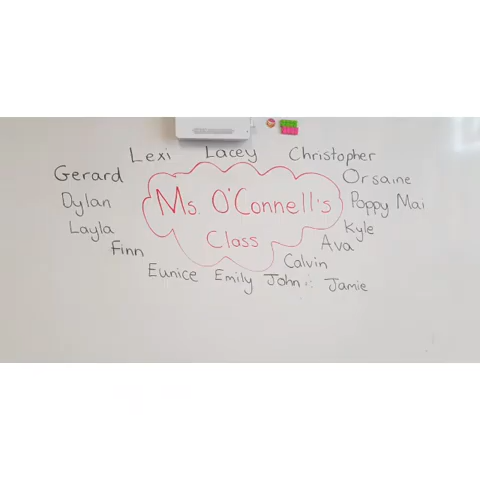 Lexi Lacey Christopher
Gerard Orsaine
Ms. O'Connell's
Dylan Poppy Mai
Layla Kyle
Class
Finn Ava
Calvin
Eunice Emily John Jamie